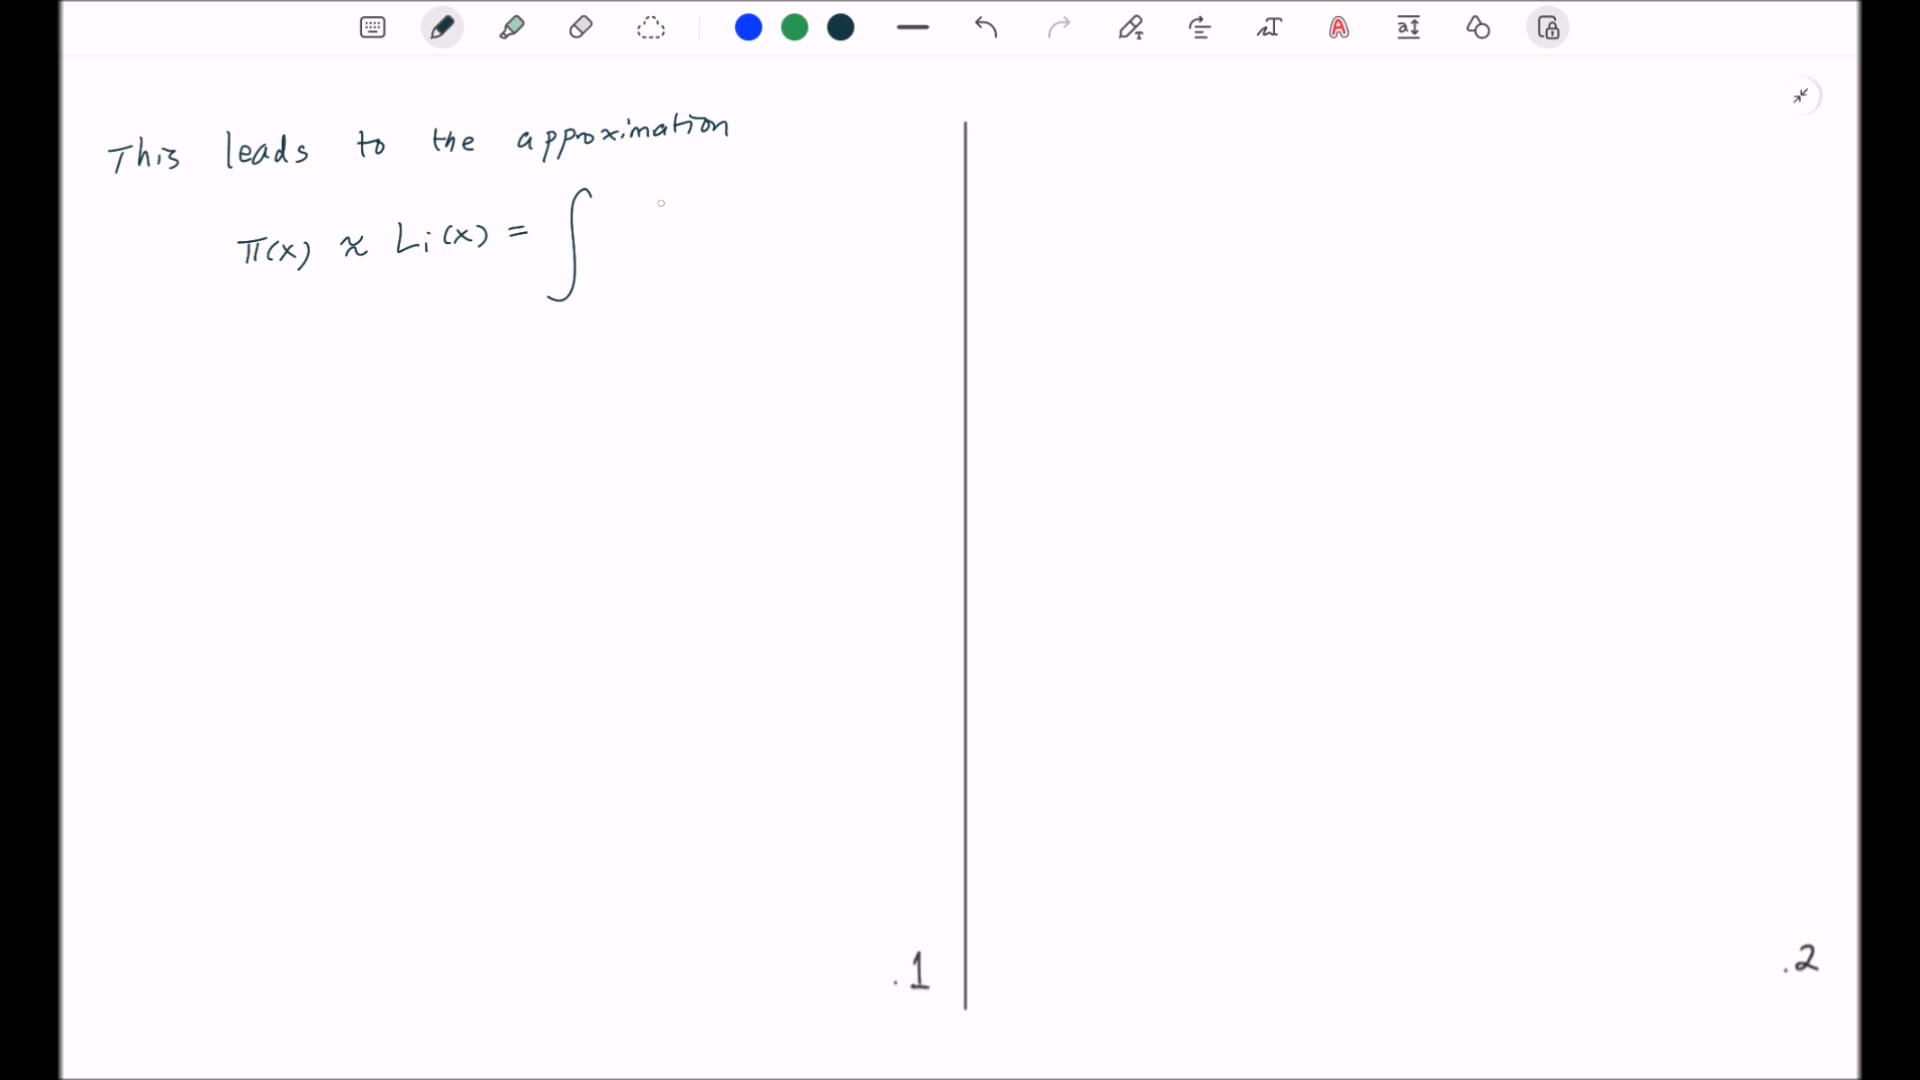 This leads to the approximation
π(x) ≈ Li(x) = ∫
.1
.2